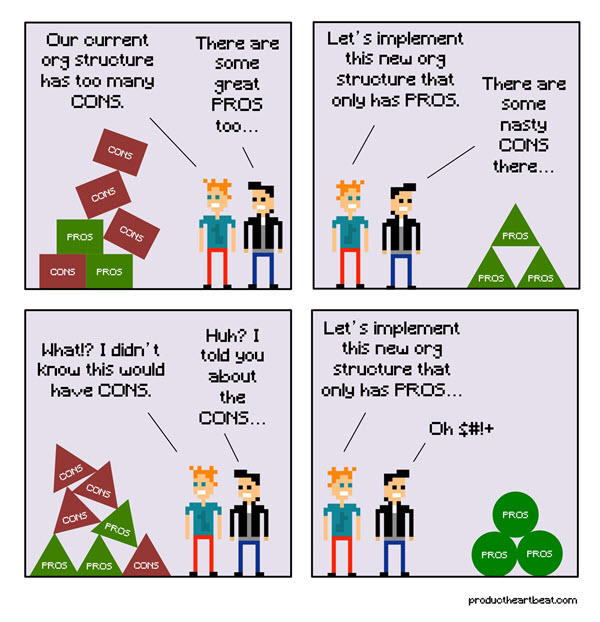 Our current
org structure
has too many
CONS.
There are
some
great
PROS
too...
CONS
CONS
CONS
PROS
CONS
PROS
Let's implement
this new org
structure that
only has PROS.
There are
some
nasty
CONS
there...
PROS
PROS
PROS
What!? I didn't
know this would
have CONS.
Huh? I
told you
about
the
CONS...
CONS
CONS
CONS
PROS
PROS
PROS
CONS
Let's implement
this new org
structure that
only has PROS...
Oh $#!+
PROS
PROS
PROS
productheartbeat.com